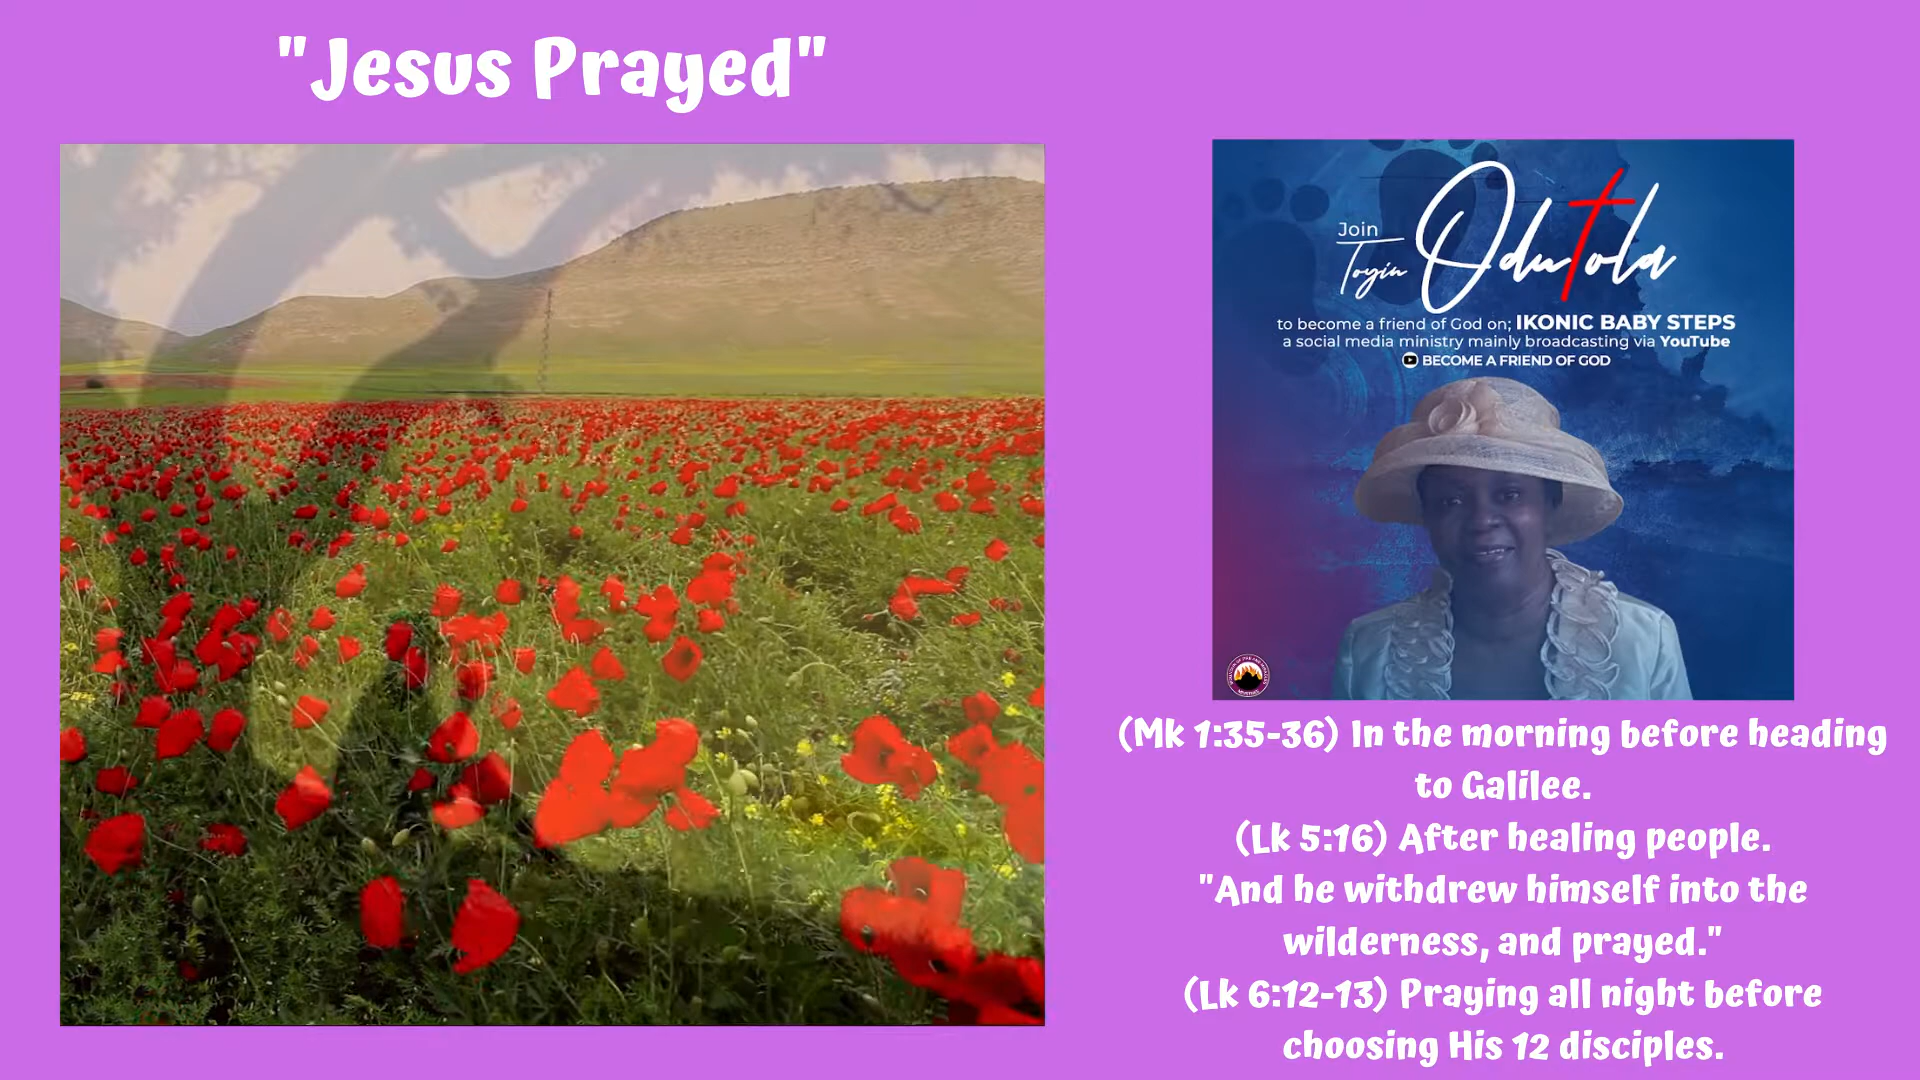 "Jesus Prayed"
Join
Toyin Odutola
to become a friend of God on; IKONIC BABY STEPS
a social media ministry mainly broadcasting via YouTube
BECOME A FRIEND OF GOD
(Mk 1:35-36) In the morning before heading
to Galilee.
(Lk 5:16) After healing people.
"And he withdrew himself into the
wilderness, and prayed."
(Lk 6:12-13) Praying all night before
choosing His 12 disciples.